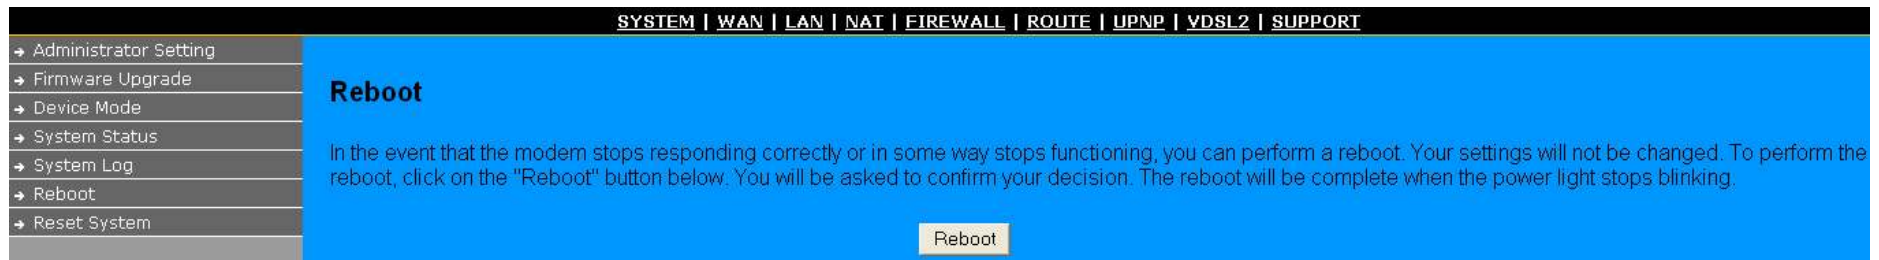 SYSTEM | WAN | LAN | NAT | FIREWALL | ROUTE | UPNP | VDSL2 | SUPPORT
Administrator Setting
Firmware Upgrade
Device Mode
System Status
System Log
Reboot
Reset System
Reboot
In the event that the modem stops responding correctly or in some way stops functioning, you can perform a reboot. Your settings will not be changed. To perform the
reboot, click on the "Reboot" button below. You will be asked to confirm your decision. The reboot will be complete when the power light stops blinking.
Reboot